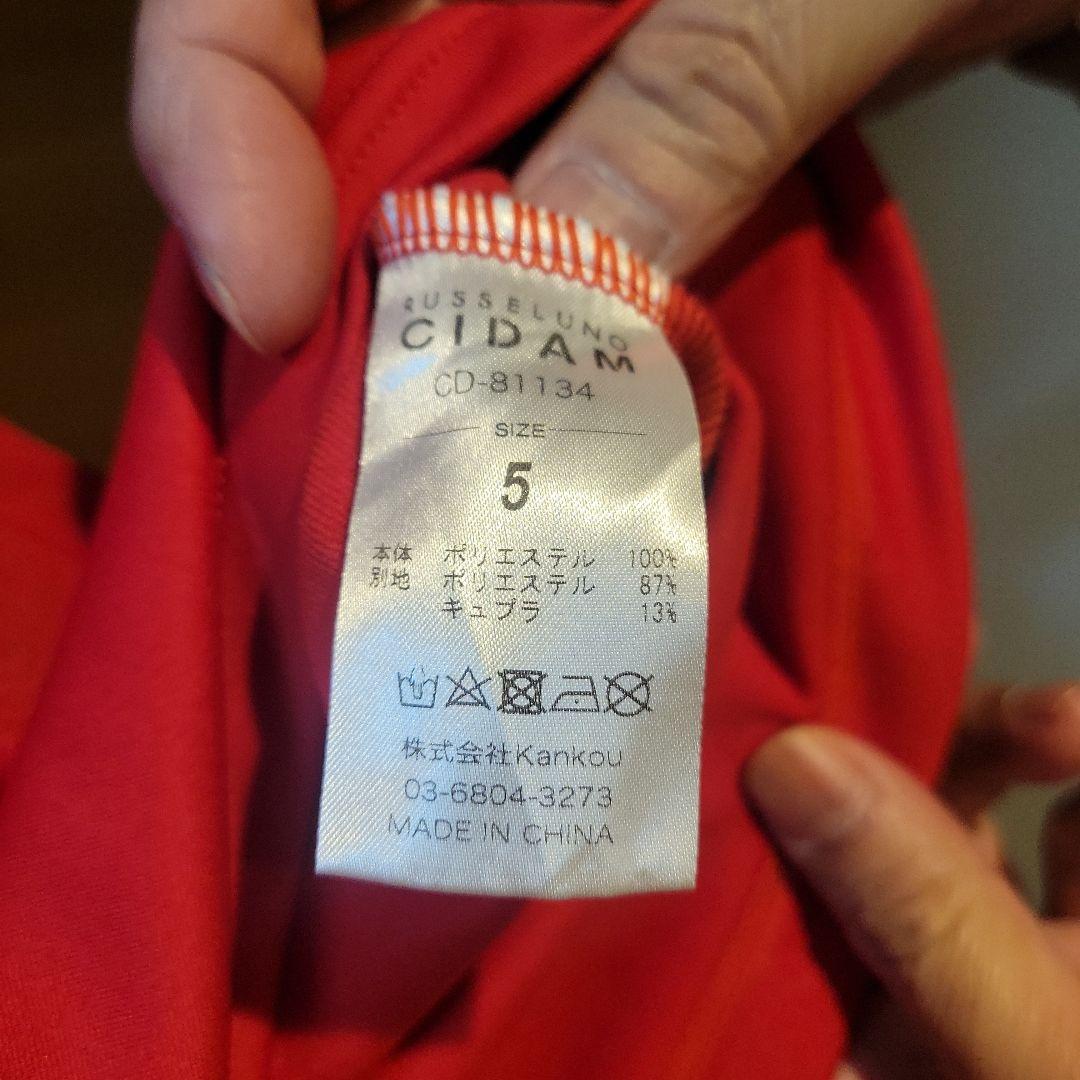 RUSSELUNO
CIDAM
CD-81134
SIZE
5
本体 ポリエステル 100%
別地 ポリエステル 87%
キュプラ 13%
株式会社Kankou
03-6804-3273
MADE IN CHINA